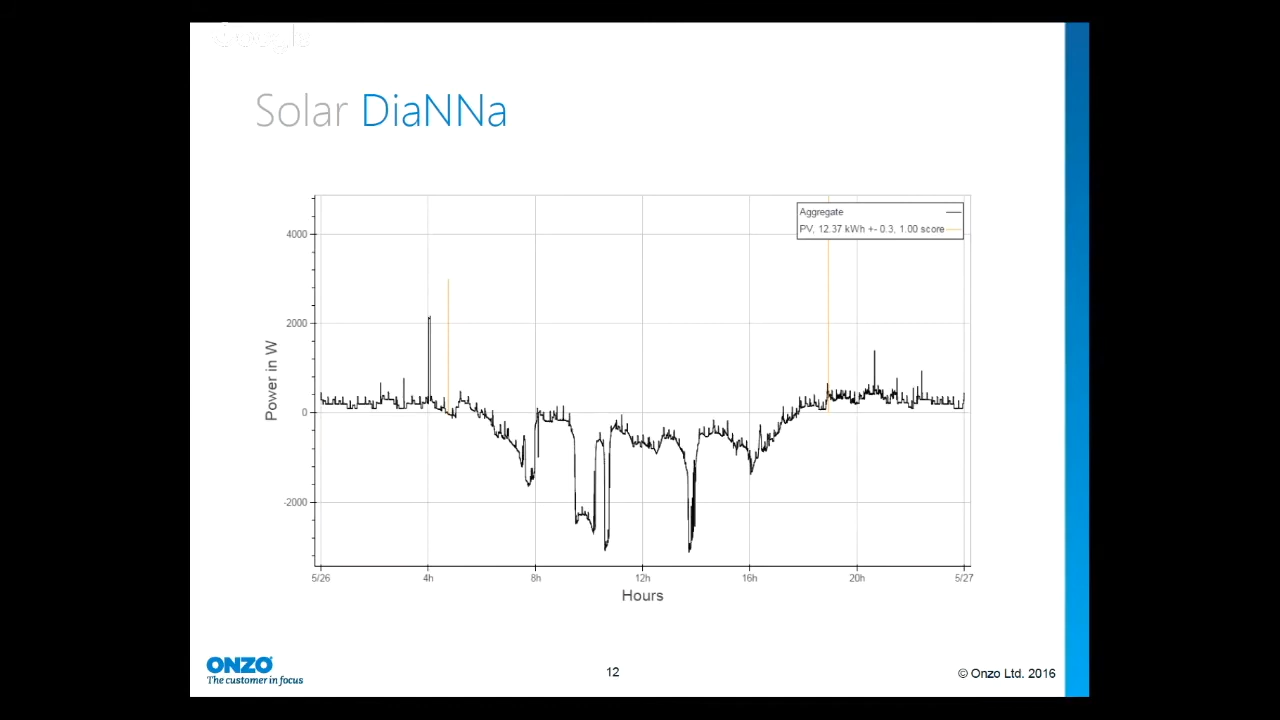 Google
Solar DiaNNa
Aggregate
PV, 12.37 kWh +- 0.3, 1.00 score
4000
2000
0
-2000
Power in W
5/26
4h
8h
12h
16h
20h
5/27
Hours
ONZO
The customer in focus
12
© Onzo Ltd. 2016